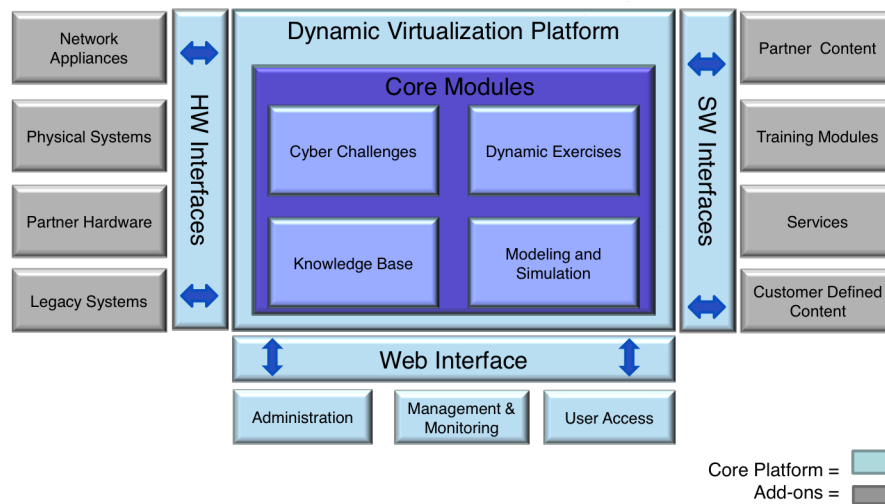 Dynamic Virtualization Platform
Core Modules
Cyber Challenges
Dynamic Exercises
Knowledge Base
Modeling and
Simulation
Network
Appliances
Physical Systems
Partner Hardware
Legacy Systems
HW Interfaces
SW Interfaces
Partner Content
Training Modules
Services
Customer Defined
Content
Web Interface
Administration
Management &
Monitoring
User Access
Core Platform =
Add-ons =